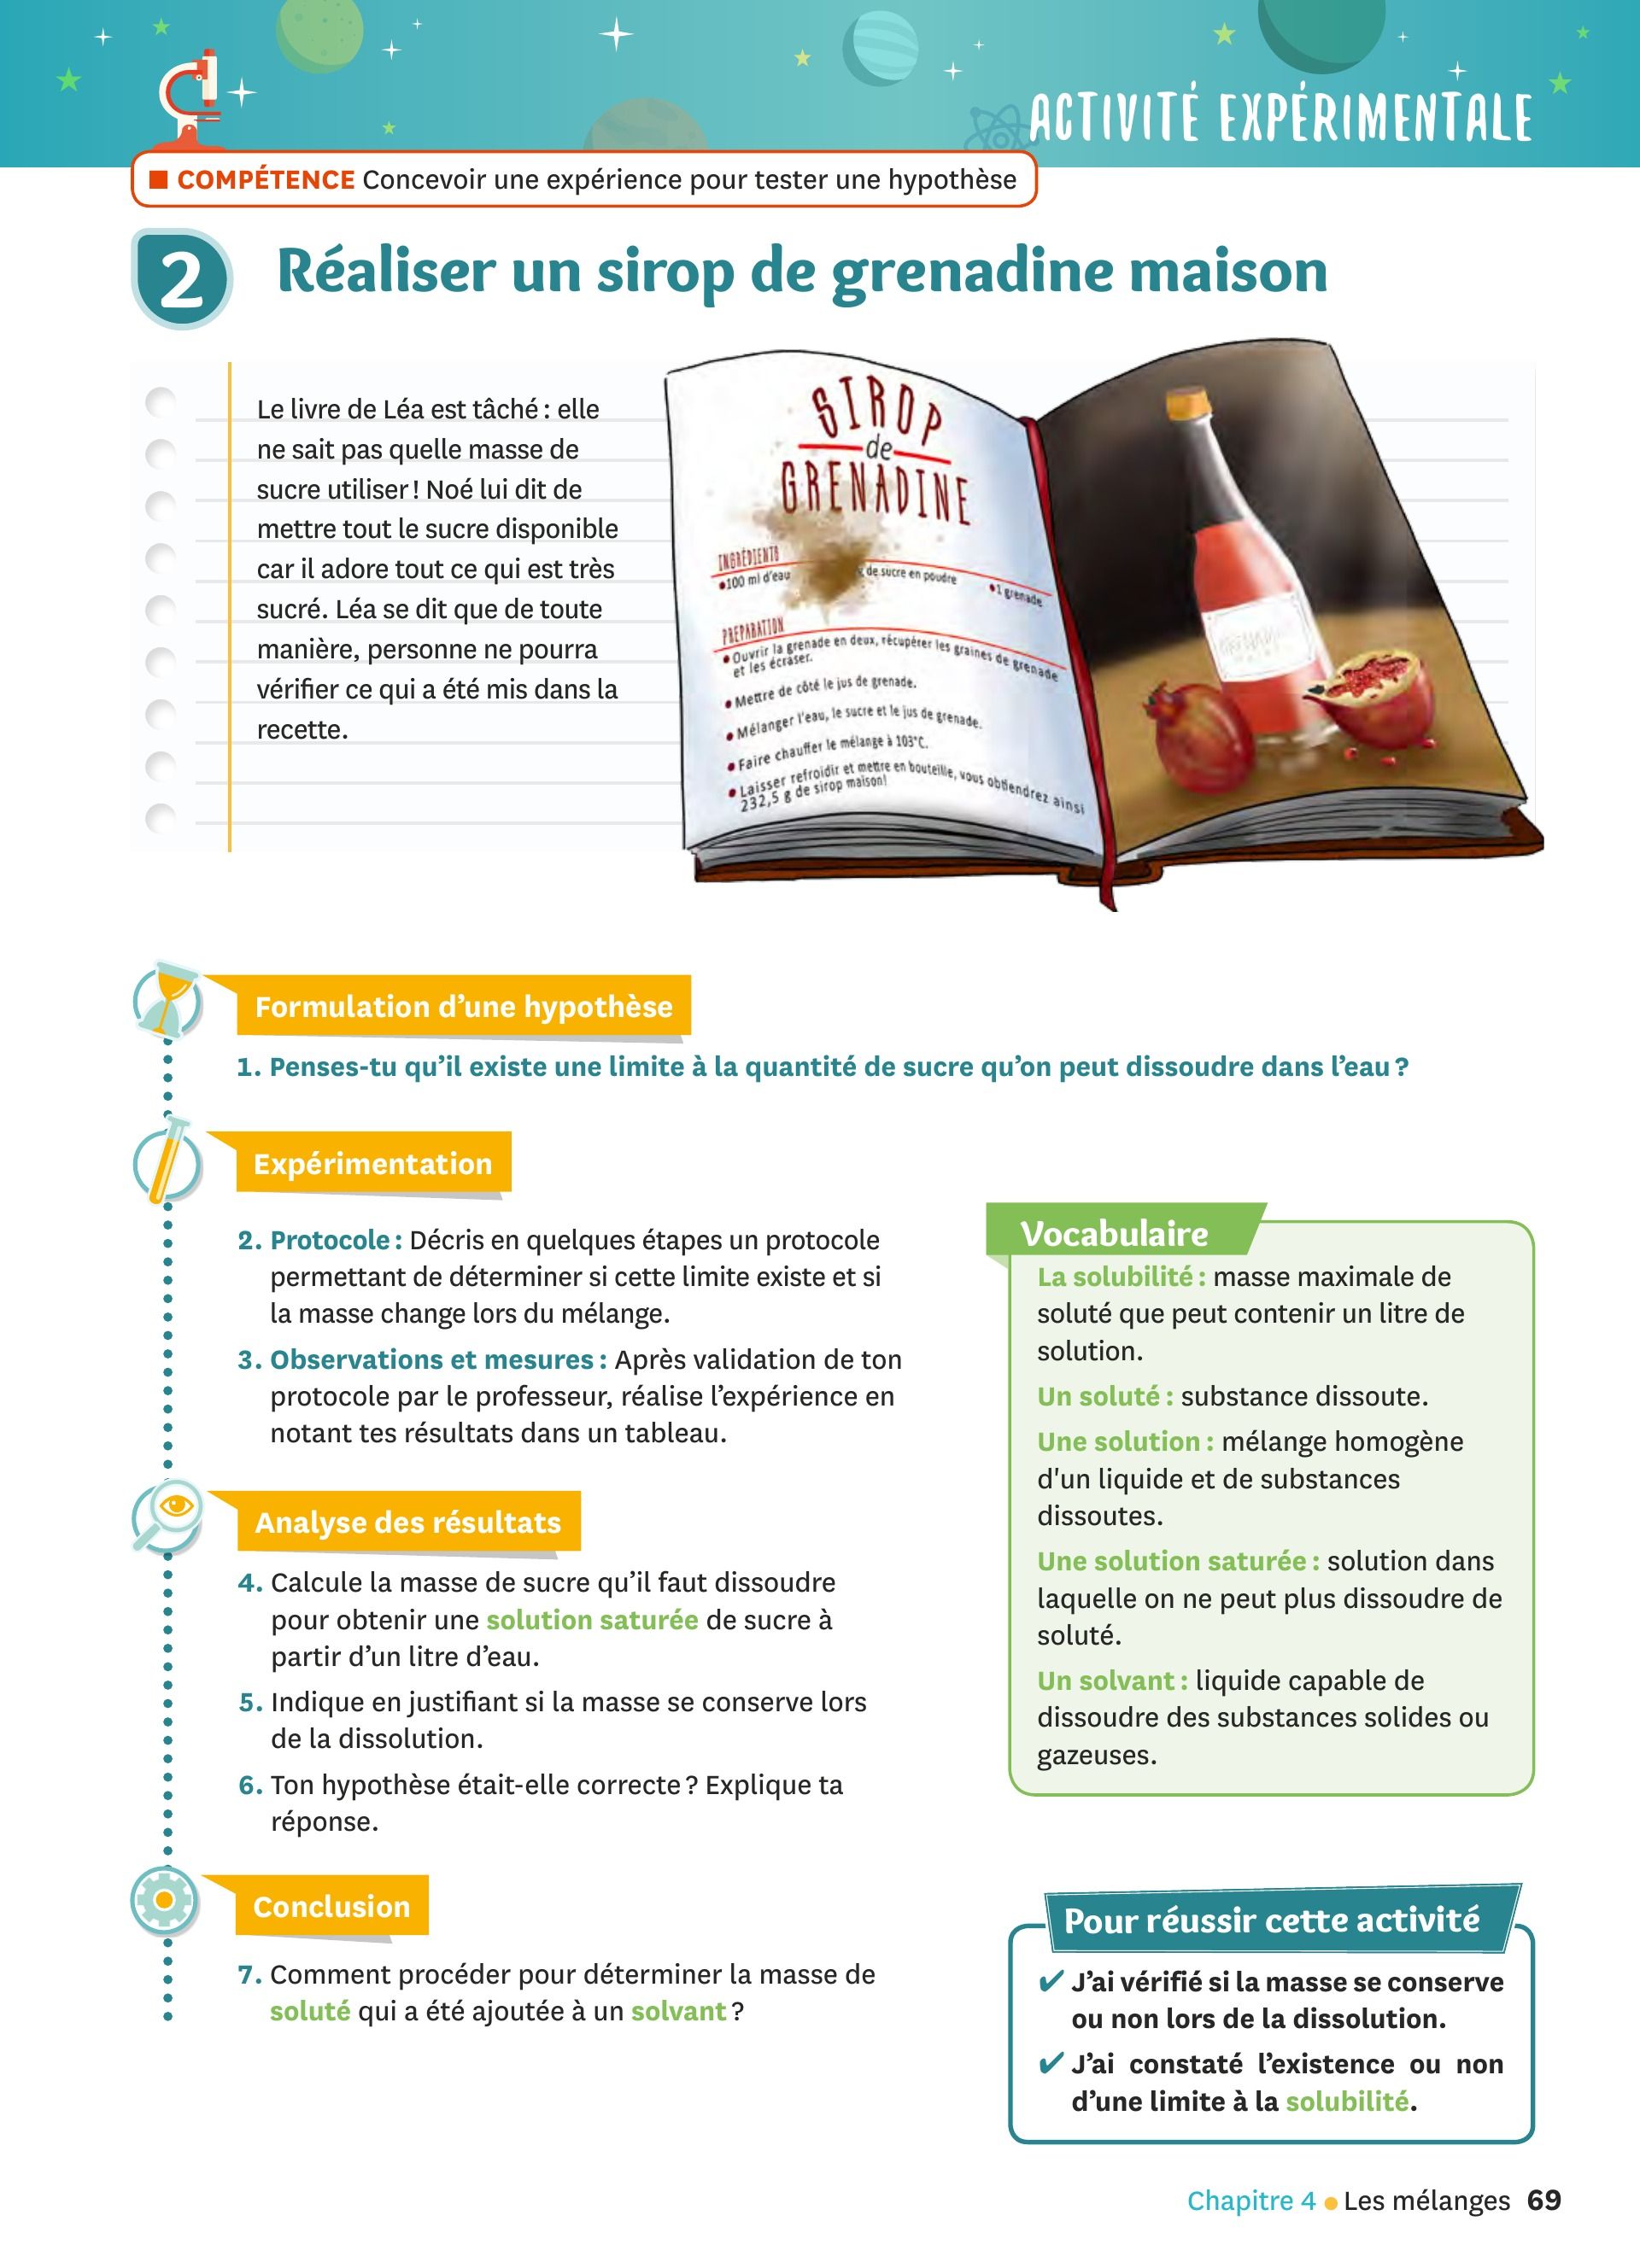 ACTIVITÉ EXPÉRIMENTALE
■ COMPÉTENCE Concevoir une expérience pour tester une hypothèse
2 Réaliser un sirop de grenadine maison
Le livre de Léa est tâché : elle
ne sait pas quelle masse de
sucre utiliser ! Noé lui dit de
mettre tout le sucre disponible
car il adore tout ce qui est très
sucré. Léa se dit que de toute
manière, personne ne pourra
vérifier ce qui a été mis dans la
recette.
SIROP
de
GRENADINE
INGRÉDIENTS
•100 ml d'eau
g de sucre en poudre
•1 grenade
PREPARATION
• Ouvrir la grenade en deux, récupérer les graines de grenade
et les écraser.
• Mettre de côté le jus de grenade.
• Mélanger l'eau, le sucre et le jus de grenade.
• Faire chauffer le mélange à 103°C.
• Laisser refroidir et mettre en bouteille, vous obtiendrez ainsi
232,5 g de sirop maison!
Formulation d'une hypothèse
1. Penses-tu qu'il existe une limite à la quantité de sucre qu'on peut dissoudre dans l'eau ?
Expérimentation
2. Protocole : Décris en quelques étapes un protocole
permettant de déterminer si cette limite existe et si
la masse change lors du mélange.
3. Observations et mesures : Après validation de ton
protocole par le professeur, réalise l'expérience en
notant tes résultats dans un tableau.
Analyse des résultats
4. Calcule la masse de sucre qu'il faut dissoudre
pour obtenir une solution saturée de sucre à
partir d'un litre d'eau.
5. Indique en justifiant si la masse se conserve lors
de la dissolution.
6. Ton hypothèse était-elle correcte ? Explique ta
réponse.
Conclusion
7. Comment procéder pour déterminer la masse de
soluté qui a été ajoutée à un solvant ?
Vocabulaire
La solubilité : masse maximale de
soluté que peut contenir un litre de
solution.
Un soluté : substance dissoute.
Une solution : mélange homogène
d'un liquide et de substances
dissoutes.
Une solution saturée : solution dans
laquelle on ne peut plus dissoudre de
soluté.
Un solvant : liquide capable de
dissoudre des substances solides ou
gazeuses.
Pour réussir cette activité
✔ J'ai vérifié si la masse se conserve
ou non lors de la dissolution.
✔ J'ai constaté l'existence ou non
d'une limite à la solubilité.
Chapitre 4 • Les mélanges 69